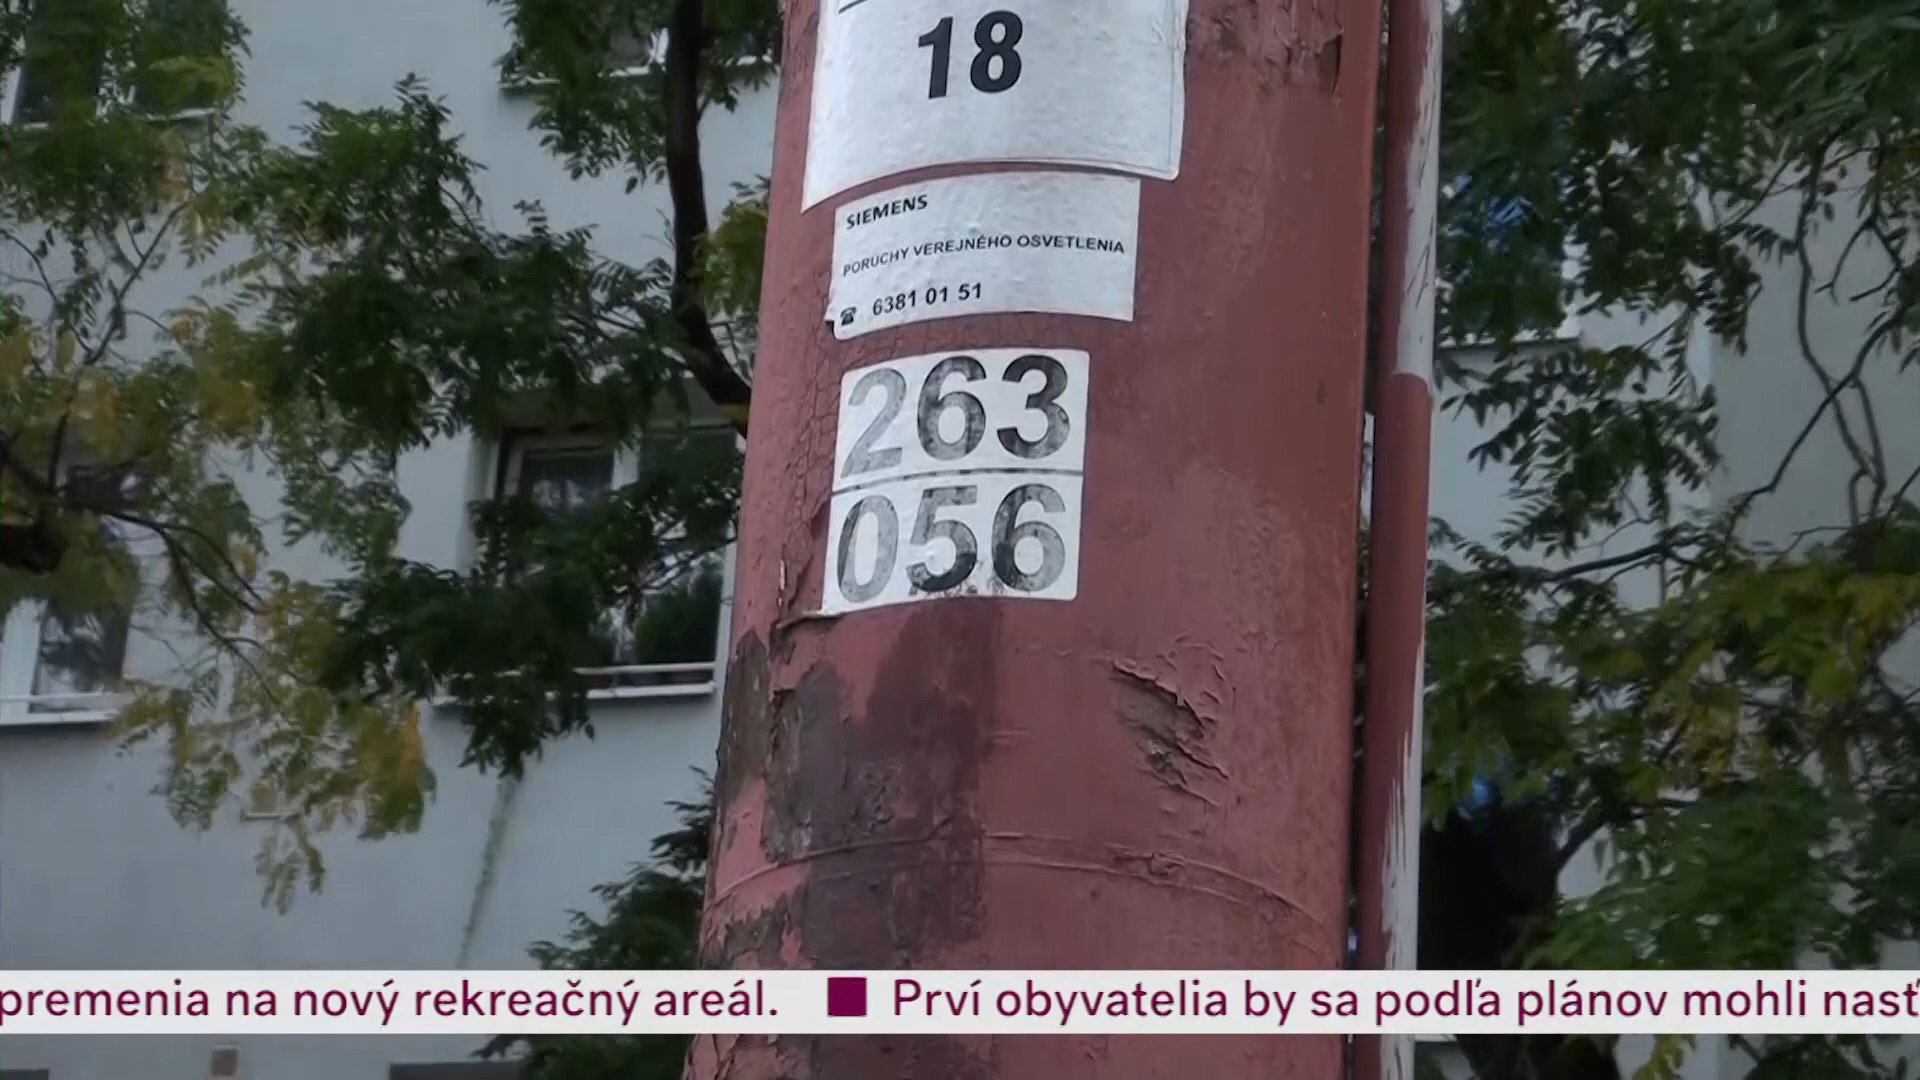 18
SIEMENS
PORUCHY VEREJNÉHO OSVETLENIA
☎ 6381 01 51
263
056
premenia na nový rekreačný areál. ■ Prví obyvatelia by sa podľa plánov mohli nasť